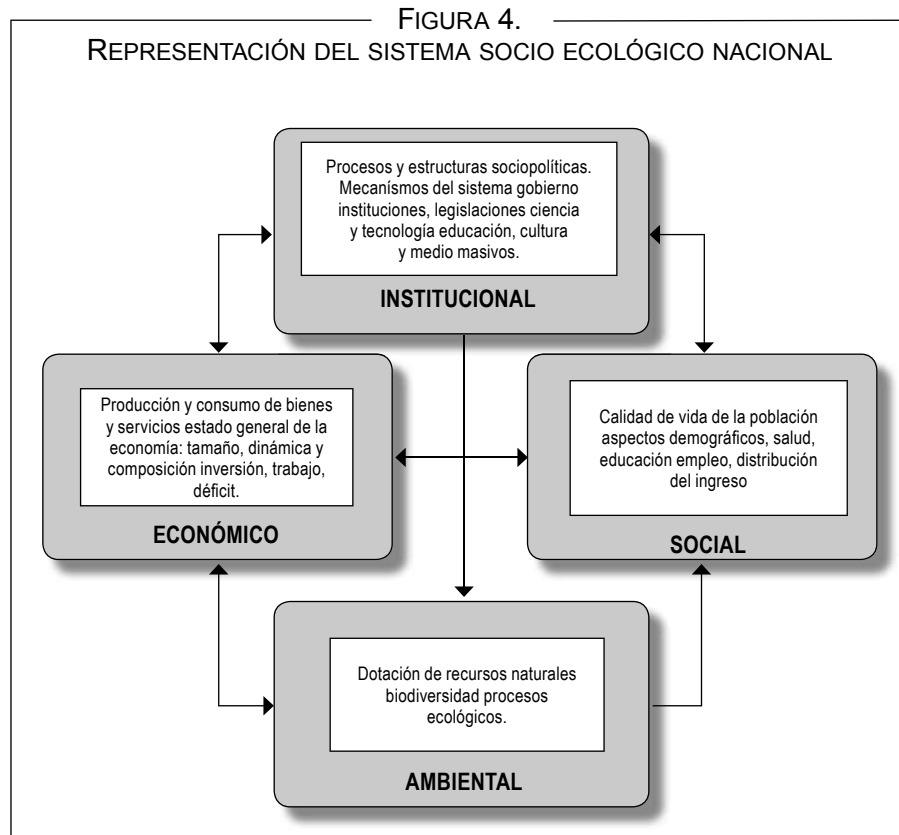 FIGURA 4.
REPRESENTACIÓN DEL SISTEMA SOCIO ECOLÓGICO NACIONAL
Procesos y estructuras sociopolíticas.
Mecanísmos del sistema gobierno
instituciones, legislaciones ciencia
y tecnología educación, cultura
y medio masivos.
INSTITUCIONAL
Producción y consumo de bienes
y servicios estado general de la
economía: tamaño, dinámica y
composición inversión, trabajo,
déficit.
ECONÓMICO
Calidad de vida de la población
aspectos demográficos, salud,
educación empleo, distribución
del ingreso
SOCIAL
Dotación de recursos naturales
biodiversidad procesos
ecológicos.
AMBIENTAL